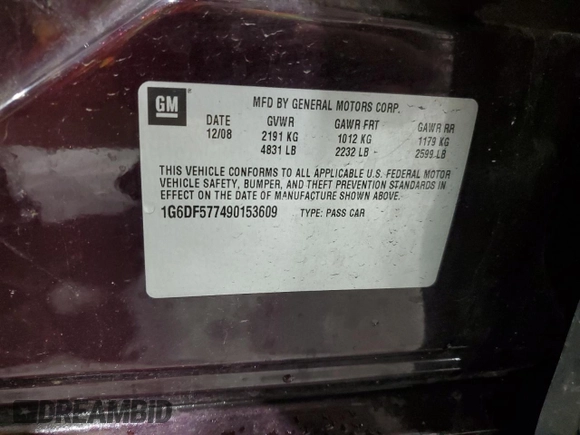 GM
MFD BY GENERAL MOTORS CORP.
DATE GVWR GAWR FRT GAWR RR
12/08 2191 KG 1012 KG 1179 KG
4831 LB 2232 LB 2599 LB
THIS VEHICLE CONFORMS TO ALL APPLICABLE U.S. FEDERAL MOTOR
VEHICLE SAFETY, BUMPER, AND THEFT PREVENTION STANDARDS IN
EFFECT ON THE DATE OF MANUFACTURE SHOWN ABOVE.
1G6DF577490153609 TYPE: PASS CAR
DREAMBID